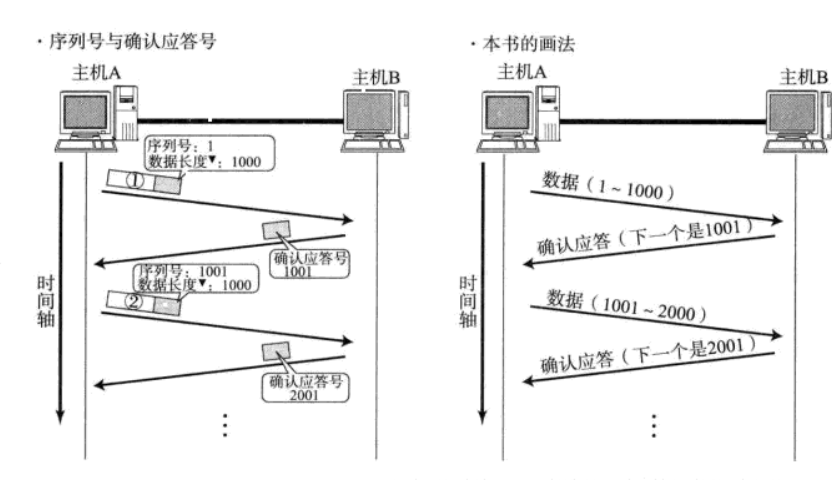 ·序列号与确认应答号
主机A
主机B
序列号：1
数据长度▼：1000
①
确认应答号
1001
序列号：1001
数据长度▼：1000
②
确认应答号
2001
时间轴
⋮
·本书的画法
主机A
主机B
数据（1～1000）
确认应答（下一个是1001）
数据（1001～2000）
确认应答（下一个是2001）
时间轴
⋮